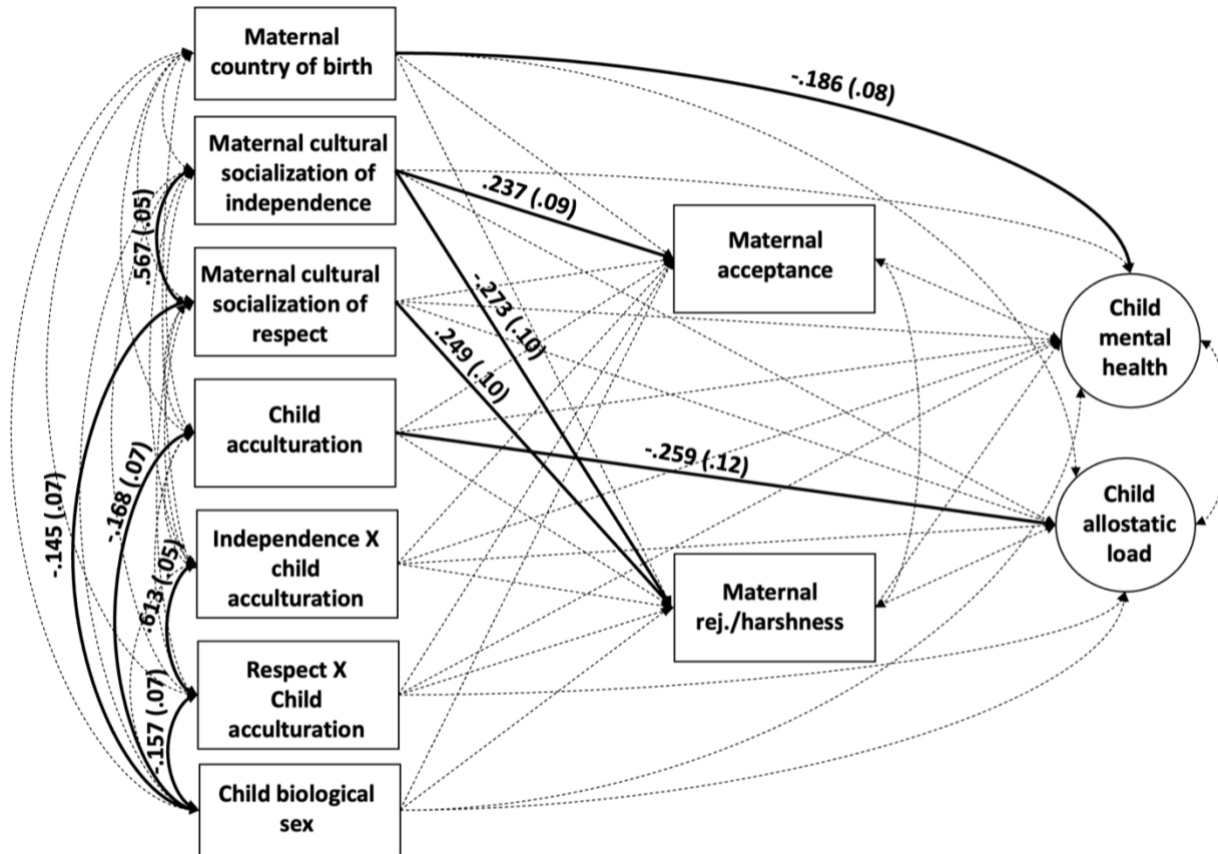 Maternal
country of birth
-.186 (.08)
Maternal cultural
socialization of
independence
.237 (.09)
.567 (.05)
Maternal
acceptance
Maternal cultural
socialization of
respect
-.273 (.10)
.249 (.10)
Child
mental
health
Child
acculturation
-.259 (.12)
-.145 (.07)
-.168 (.07)
Child
allostatic
load
Independence X
child
acculturation
.613 (.05)
Maternal
rej./harshness
Respect X
Child
acculturation
-.157 (.07)
Child biological
sex